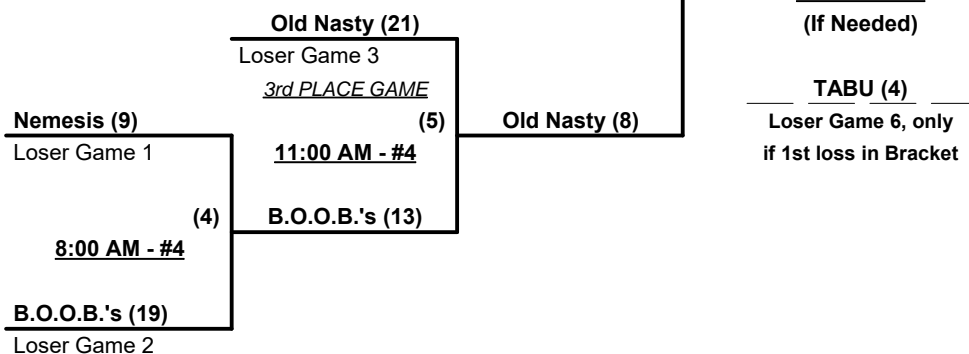 Old Nasty (21)
(If Needed)
Loser Game 3
3rd PLACE GAME
TABU (4)
Nemesis (9)
(5)
Old Nasty (8)
Loser Game 6, only
Loser Game 1
11:00 AM - #4
if 1st loss in Bracket
(4)
B.O.O.B.'s (13)
8:00 AM - #4
B.O.O.B.'s (19)
Loser Game 2